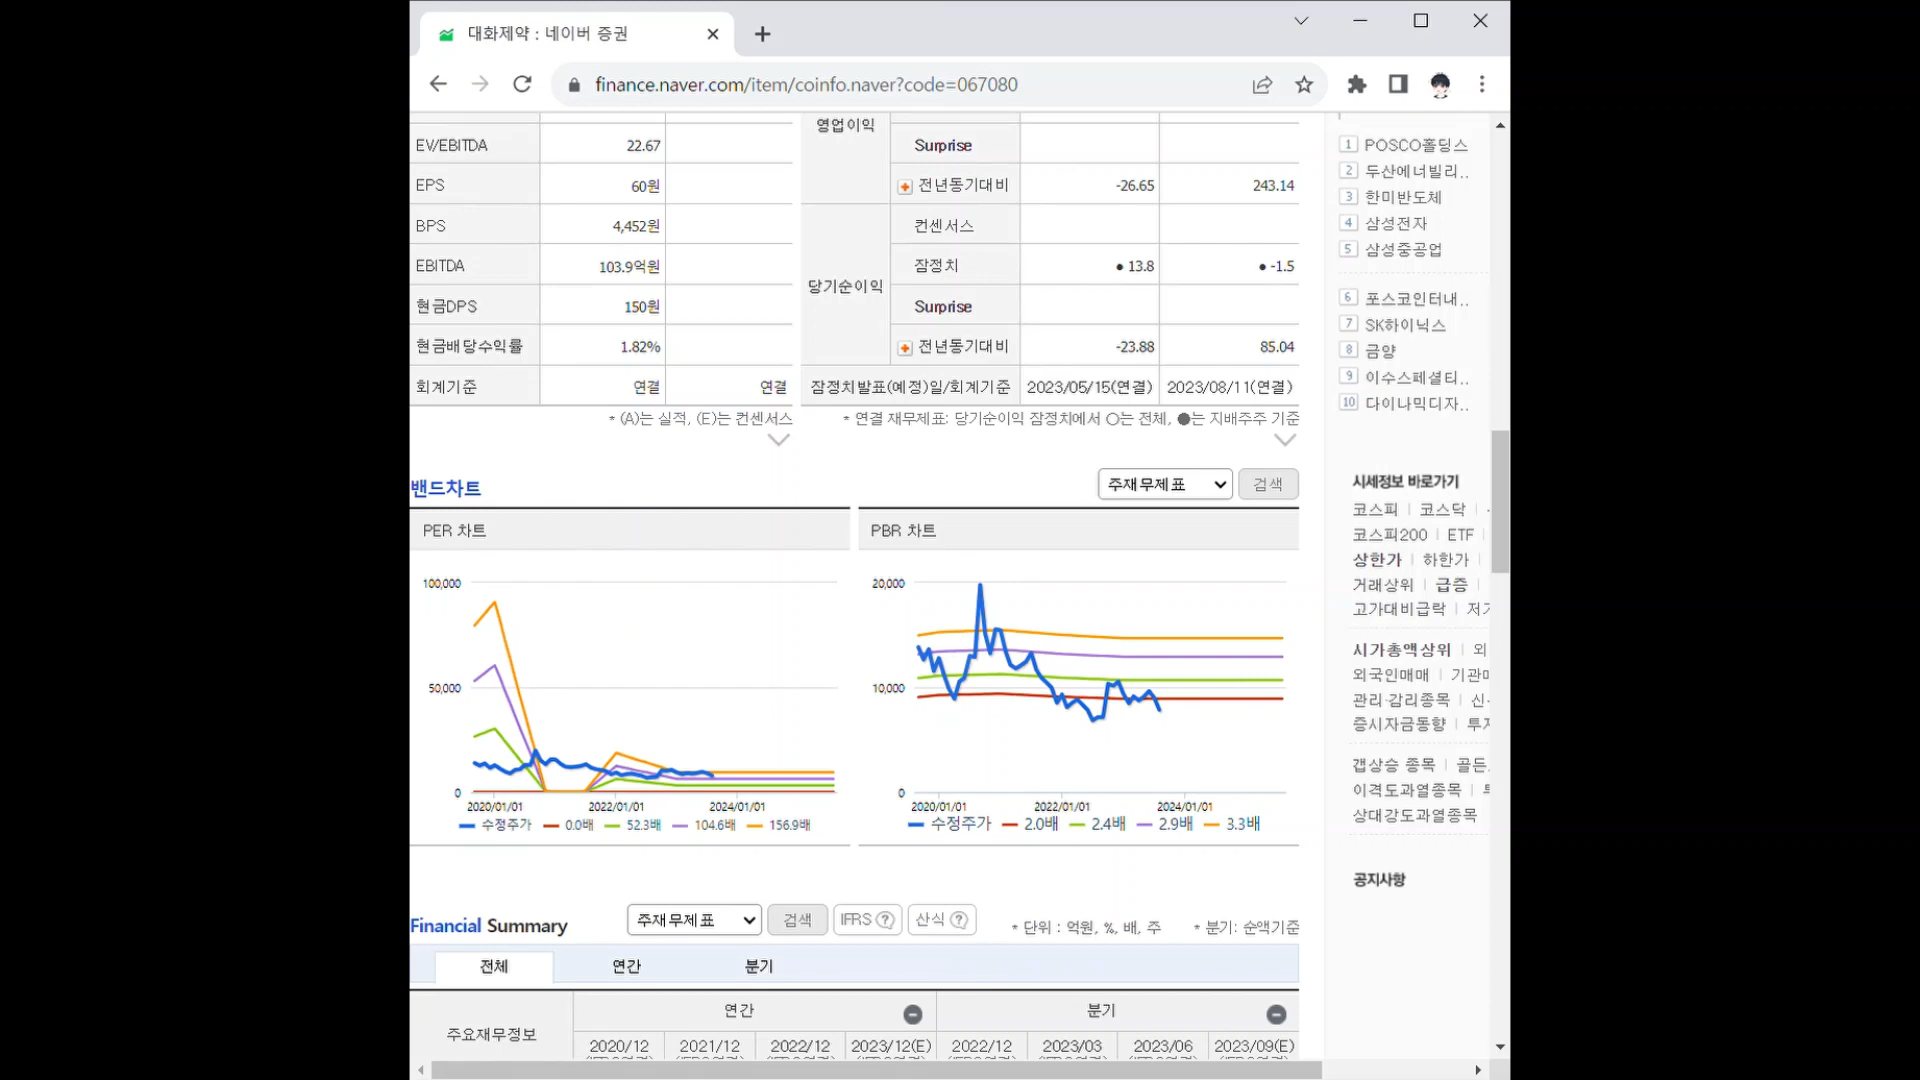 대화제약 : 네이버 증권
finance.naver.com/item/coinfo.naver?code=067080
EV/EBITDA 22.67
EPS 60원
BPS 4,452원
EBITDA 103.9억원
현금DPS 150원
현금배당수익률 1.82%
회계기준 연결 연결
* (A)는 실적, (E)는 컨센서스
영업이익
Surprise
전년동기대비 -26.65 243.14
당기순이익
컨센서스
잠정치 ● 13.8 ● -1.5
Surprise
전년동기대비 -23.88 85.04
잠정치발표(예정)일/회계기준 2023/05/15(연결) 2023/08/11(연결)
* 연결 재무제표: 당기순이익 잠정치에서 ○는 전체, ●는 지배주주 기준
밴드차트 주재무제표 검색
PER 차트
100,000
50,000
0
2020/01/01 2022/01/01 2024/01/01
수정주가 0.0배 52.3배 104.6배 156.9배
PBR 차트
20,000
10,000
0
2020/01/01 2022/01/01 2024/01/01
수정주가 2.0배 2.4배 2.9배 3.3배
Financial Summary 주재무제표 검색 IFRS ? 산식 ? * 단위 : 억원, %, 배, 주 * 분기: 순액기준
전체 연간 분기
주요재무정보 연간 분기
2020/12 2021/12 2022/12 2023/12(E) 2022/12 2023/03 2023/06 2023/09(E)
1 POSCO홀딩스
2 두산에너빌리..
3 한미반도체
4 삼성전자
5 삼성중공업
6 포스코인터내..
7 SK하이닉스
8 금양
9 이수스페셜티..
10 다이나믹디자..
시세정보 바로가기
코스피 코스닥
코스피200 ETF
상한가 하한가
거래상위 급증
고가대비급락
시가총액상위 외
외국인매매
관리·감리종목
증시자금동향
갭상승 종목
이격도과열종목
상대강도과열종목
공지사항